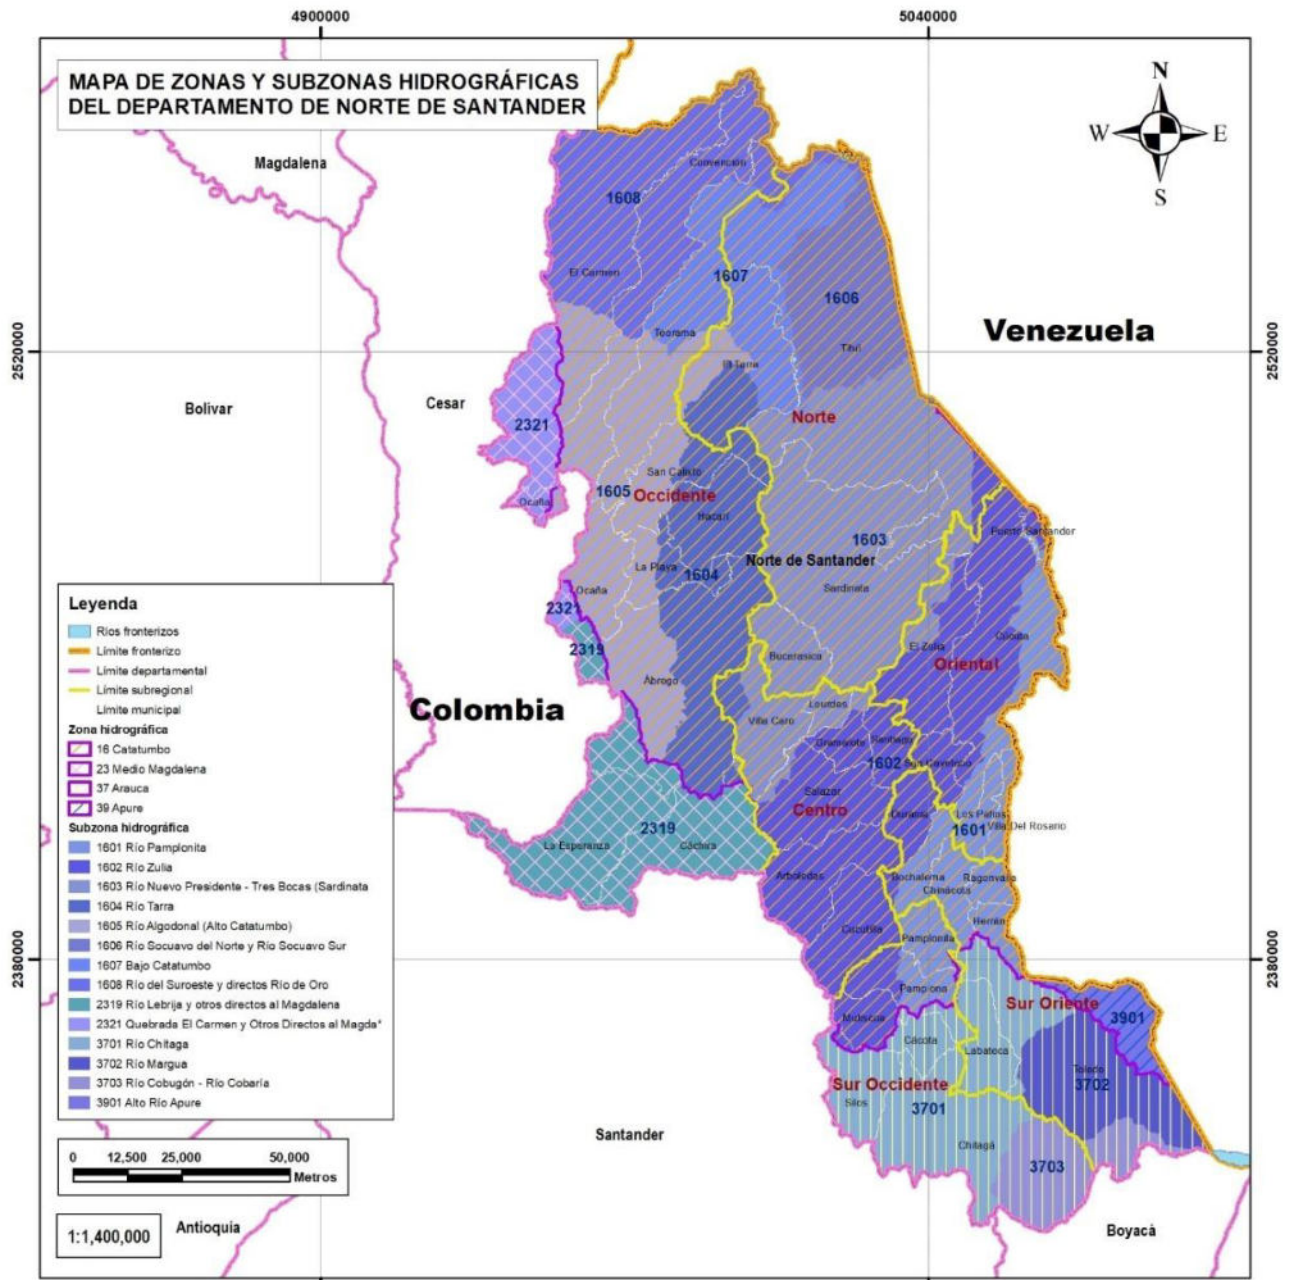 4900000
5040000
MAPA DE ZONAS Y SUBZONAS HIDROGRÁFICAS
DEL DEPARTAMENTO DE NORTE DE SANTANDER
N
W
E
S
Magdalena
Convención
1608
El Carmen
1607
1606
Venezuela
Teorama
Tibú
El Tarra
2520000
2520000
Bolívar
Cesar
2321
Norte
San Calixto
1605
Occidente
Ocaña
Hacarí
Puerto Santander
1603
Norte de Santander
La Playa
1604
Sardinata
Ocaña
2321
2319
Cúcuta
El Zulia
Bucarasica
Oriental
Ábrego
Colombia
Lourdes
Villa Caro
Gramalote
Santiago
1602
San Cayetano
Salazar
Centro
Durania
Los Patios
1601
Villa Del Rosario
2319
La Esperanza
Cáchira
Arboledas
Bochalema
Ragonvalia
Chinácota
Herrán
Cucutilla
Pamplonita
2380000
2380000
Pamplona
Sur Oriente
3901
Mutiscua
Cácota
Labateca
Toledo
3702
Sur Occidente
Silos
3701
Chitagá
3703
Santander
Boyacá
Antioquia
Leyenda
Ríos fronterizos
Límite fronterizo
Límite departamental
Límite subregional
Límite municipal
Zona hidrográfica
16 Catatumbo
23 Medio Magdalena
37 Arauca
39 Apure
Subzona hidrográfica
1601 Río Pamplonita
1602 Río Zulia
1603 Río Nuevo Presidente - Tres Bocas (Sardinata
1604 Río Tarra
1605 Río Algodonal (Alto Catatumbo)
1606 Río Socuavo del Norte y Río Socuavo Sur
1607 Bajo Catatumbo
1608 Río del Suroeste y directos Río de Oro
2319 Río Lebrija y otros directos al Magdalena
2321 Quebrada El Carmen y Otros Directos al Magda*
3701 Río Chitaga
3702 Río Margua
3703 Río Cobugón - Río Cobaría
3901 Alto Río Apure
0 12,500 25,000 50,000
Metros
1:1,400,000